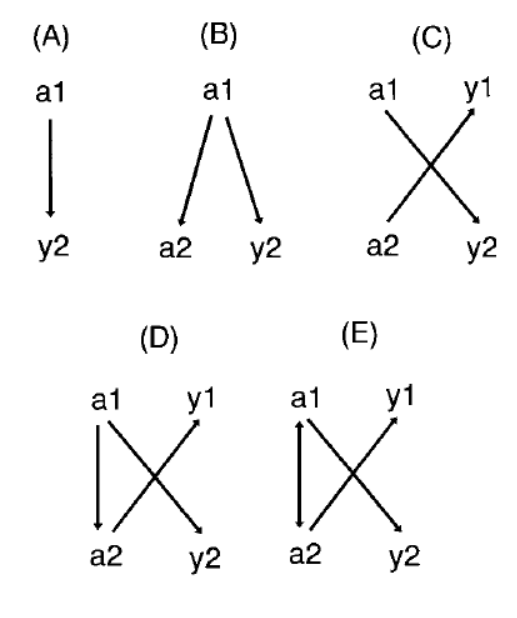 (A) (B) (C)
a1 a1 a1 y1
y2 a2 y2 a2 y2
(D) (E)
a1 y1 a1 y1
a2 y2 a2 y2